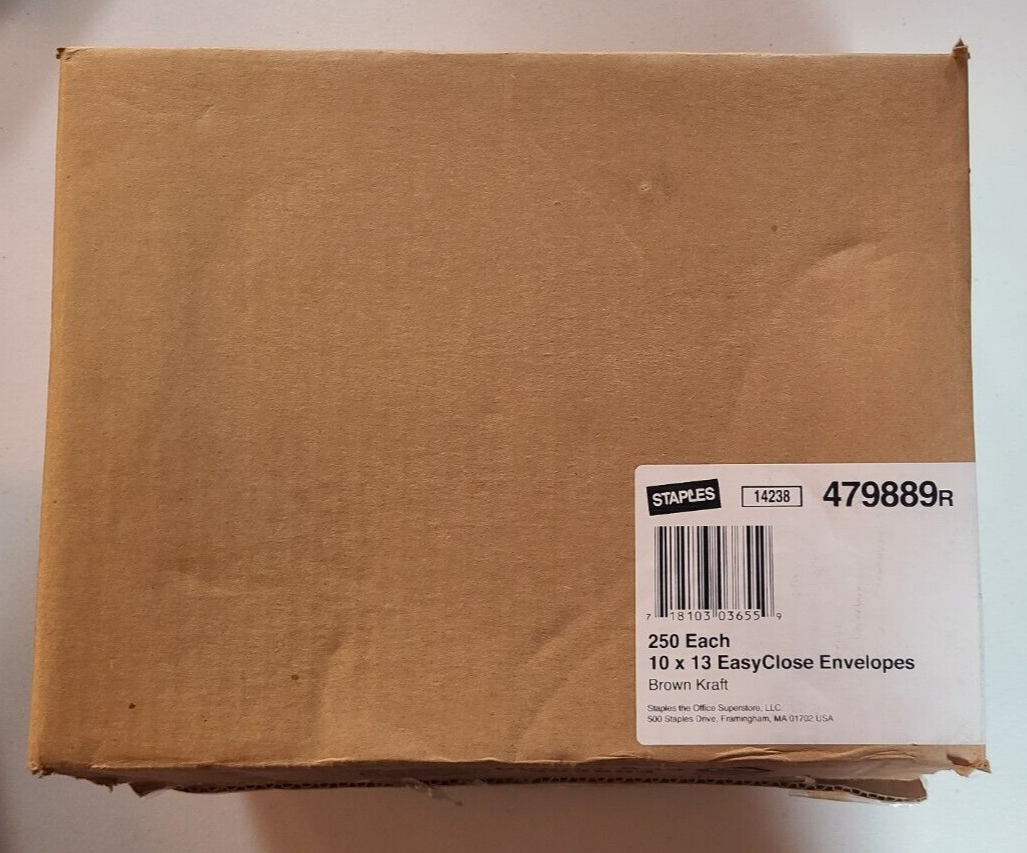 STAPLES 14238 479889R
7 18103 03655 9
250 Each
10 x 13 EasyClose Envelopes
Brown Kraft
Staples the Office Superstore, LLC
500 Staples Drive, Framingham, MA 01702 USA